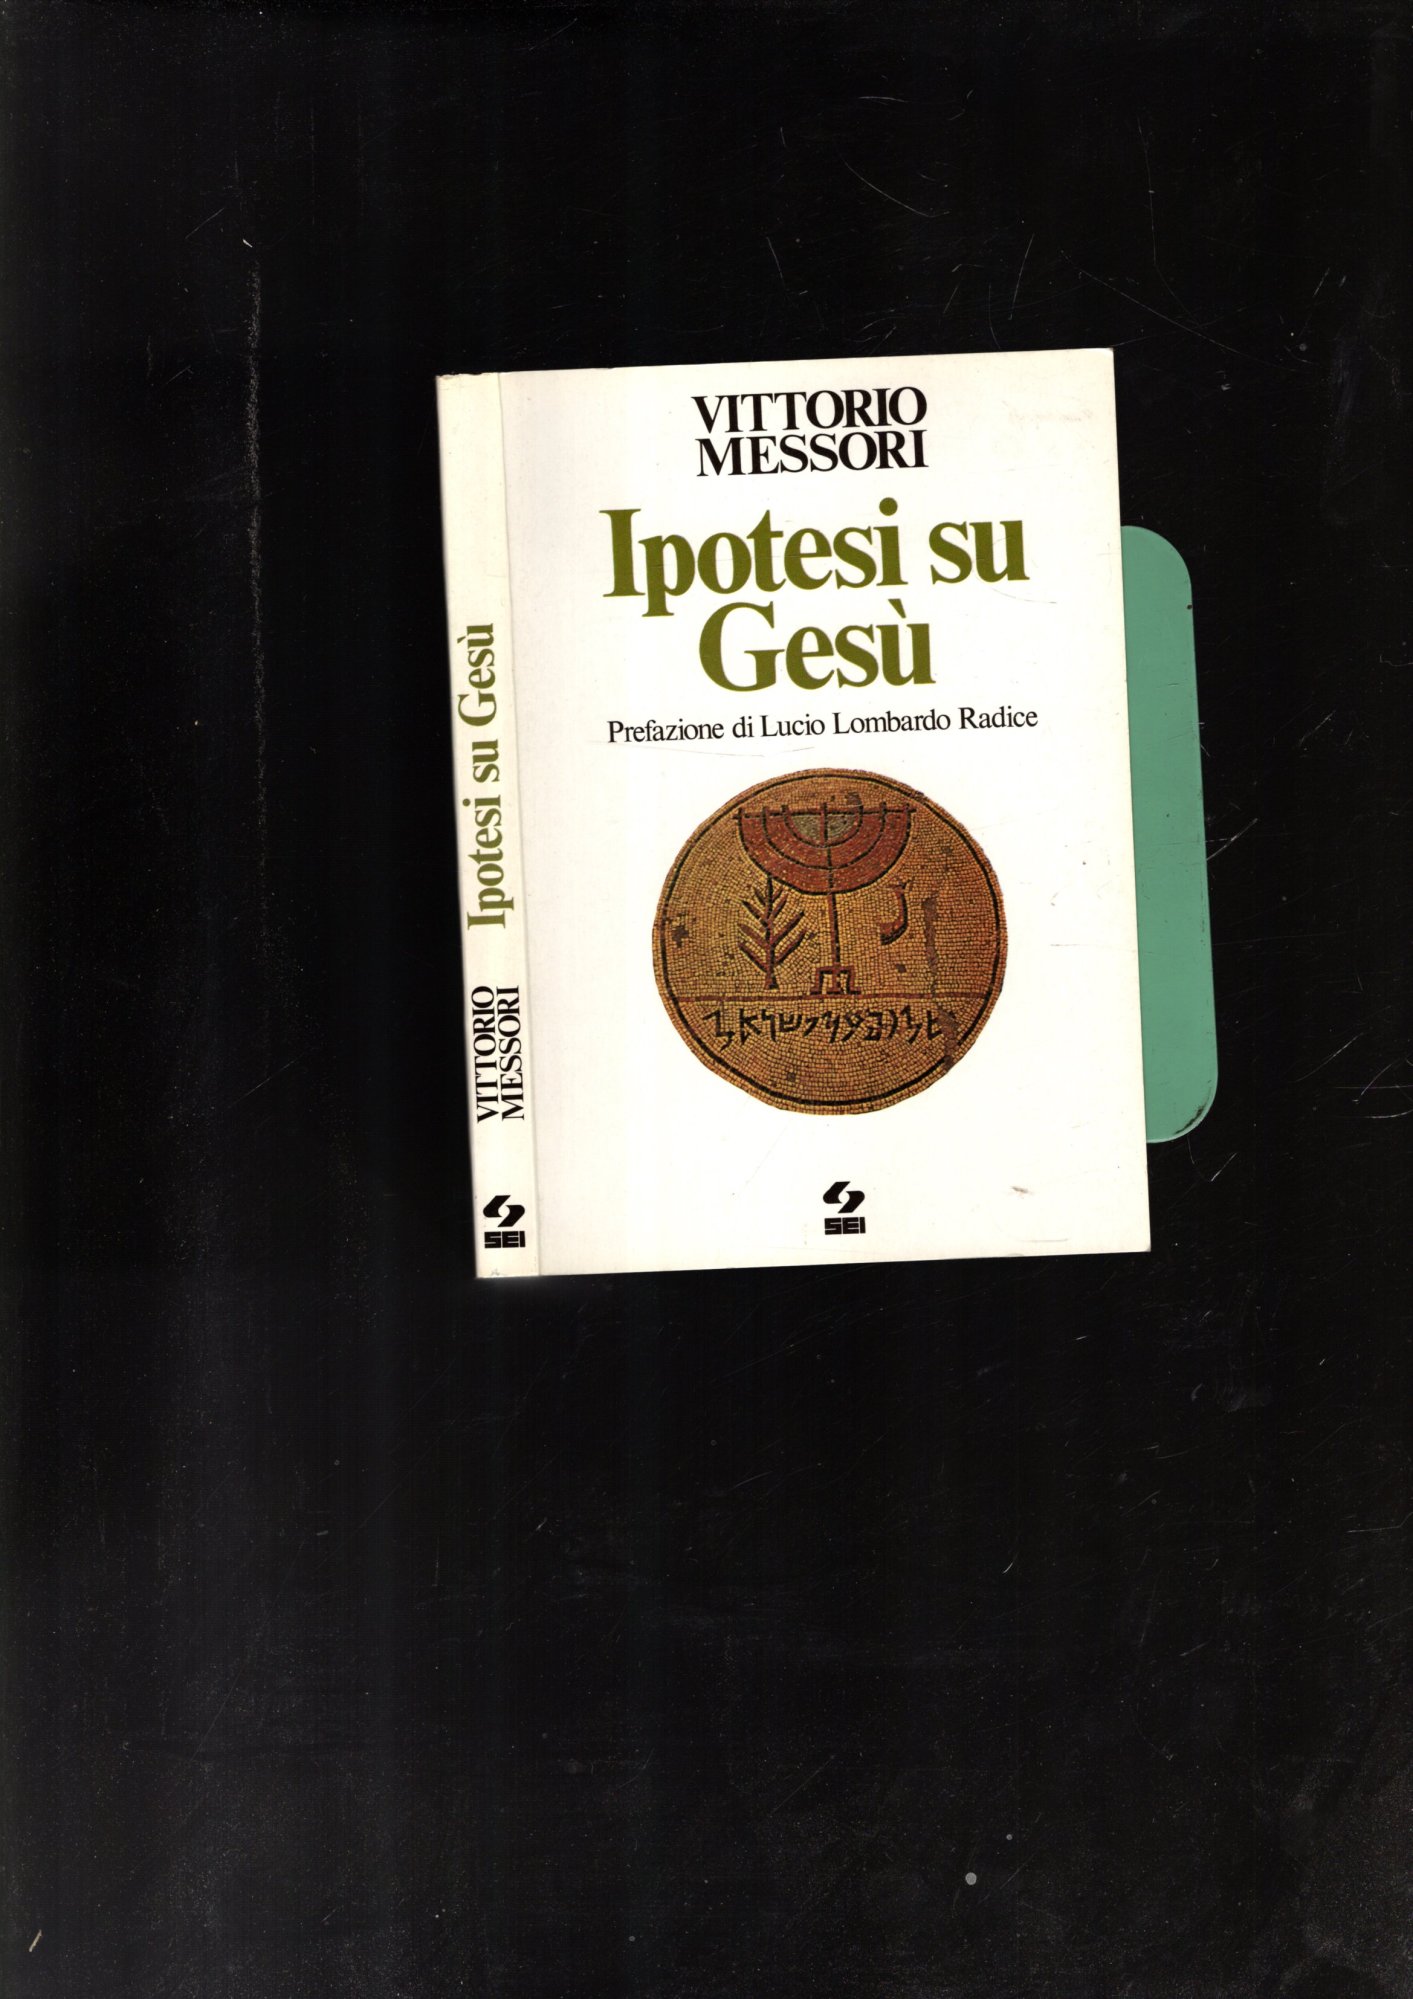 VITTORIO
MESSORI
Ipotesi su
Gesù
Prefazione di Lucio Lombardo Radice
SEI
Ipotesi su Gesù
VITTORIO
MESSORI
SEI